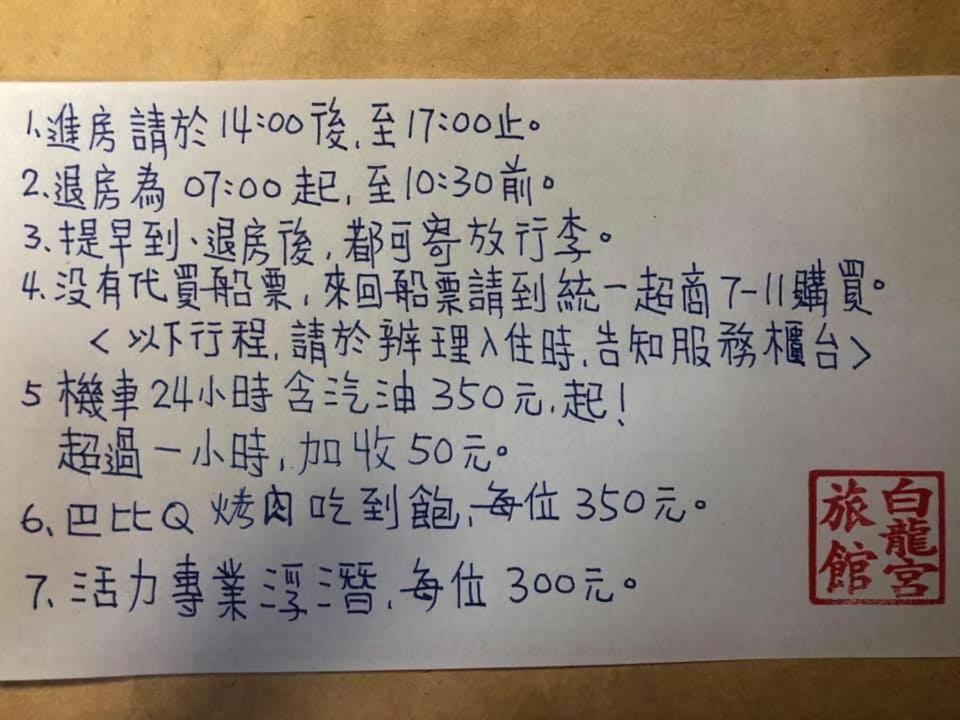 1、進房請於14:00後,至17:00止。
2、退房為 07:00起,至10:30前。
3、提早到、退房後,都可寄放行李。
4、沒有代買船票,來回船票請到統一超商7-11購買。
<以下行程,請於辦理入住時,告知服務櫃台>
5 機車24小時含汽油350元.起!
超過一小時,加收50元。
6、巴比Q 烤肉吃到飽,每位350元。
7、活力專業浮潛,每位300元。
白龍宮
旅館